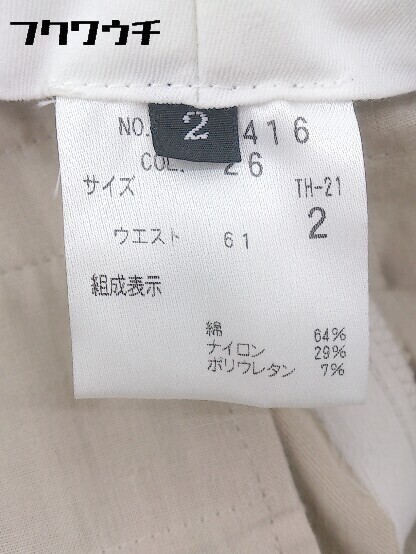 フクワウチ
2
NO. 416
COL. 26
サイズ TH-21
ウエスト 61 2
組成表示
綿 64%
ナイロン 29%
ポリウレタン 7%